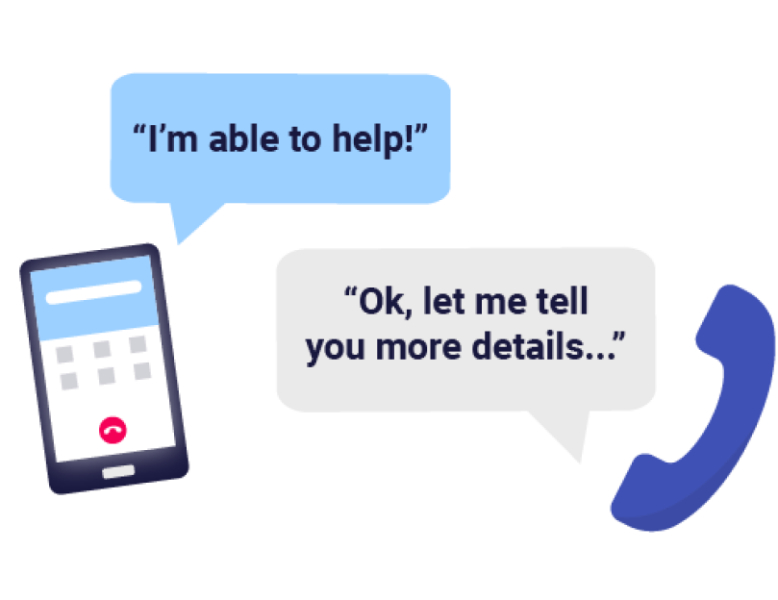 “I’m able to help!”
“Ok, let me tell
you more details...”